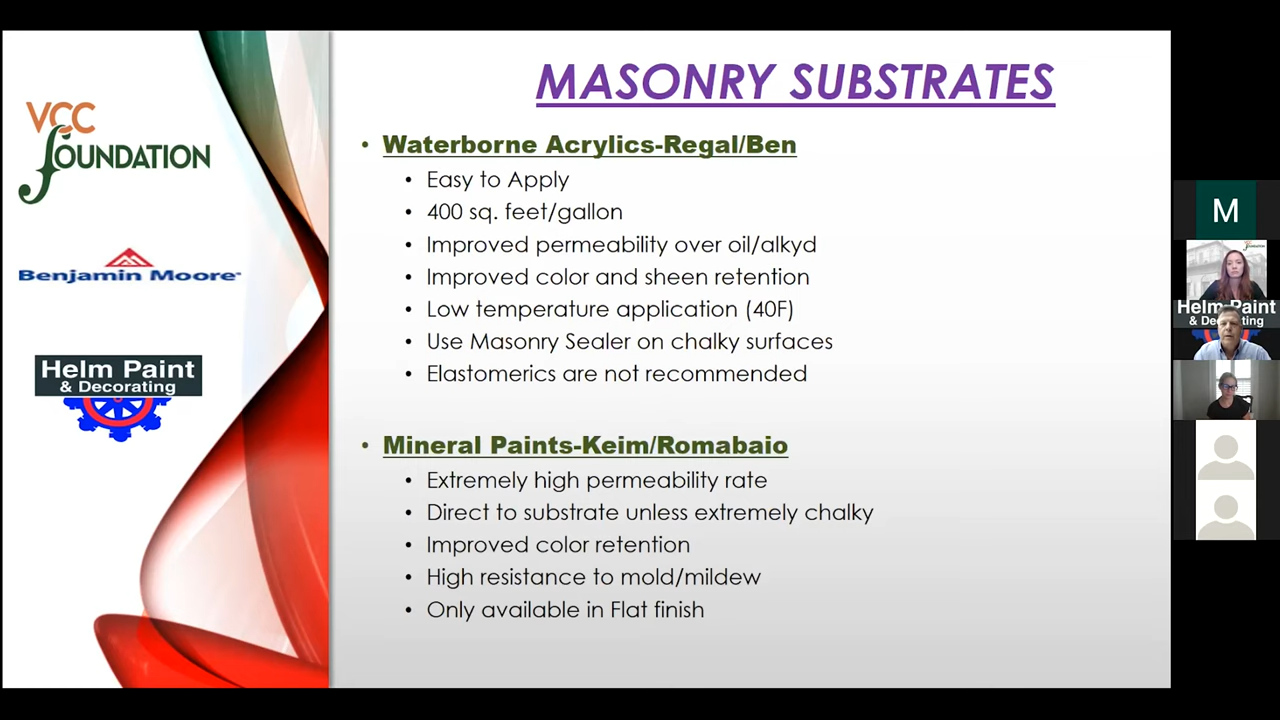 MASONRY SUBSTRATES
VCC
FOUNDATION
Benjamin Moore
Helm Paint
& Decorating
Waterborne Acrylics-Regal/Ben
Easy to Apply
400 sq. feet/gallon
Improved permeability over oil/alkyd
Improved color and sheen retention
Low temperature application (40F)
Use Masonry Sealer on chalky surfaces
Elastomerics are not recommended
Mineral Paints-Keim/Romabaio
Extremely high permeability rate
Direct to substrate unless extremely chalky
Improved color retention
High resistance to mold/mildew
Only available in Flat finish
M
FOUNDATION
Helm Paint